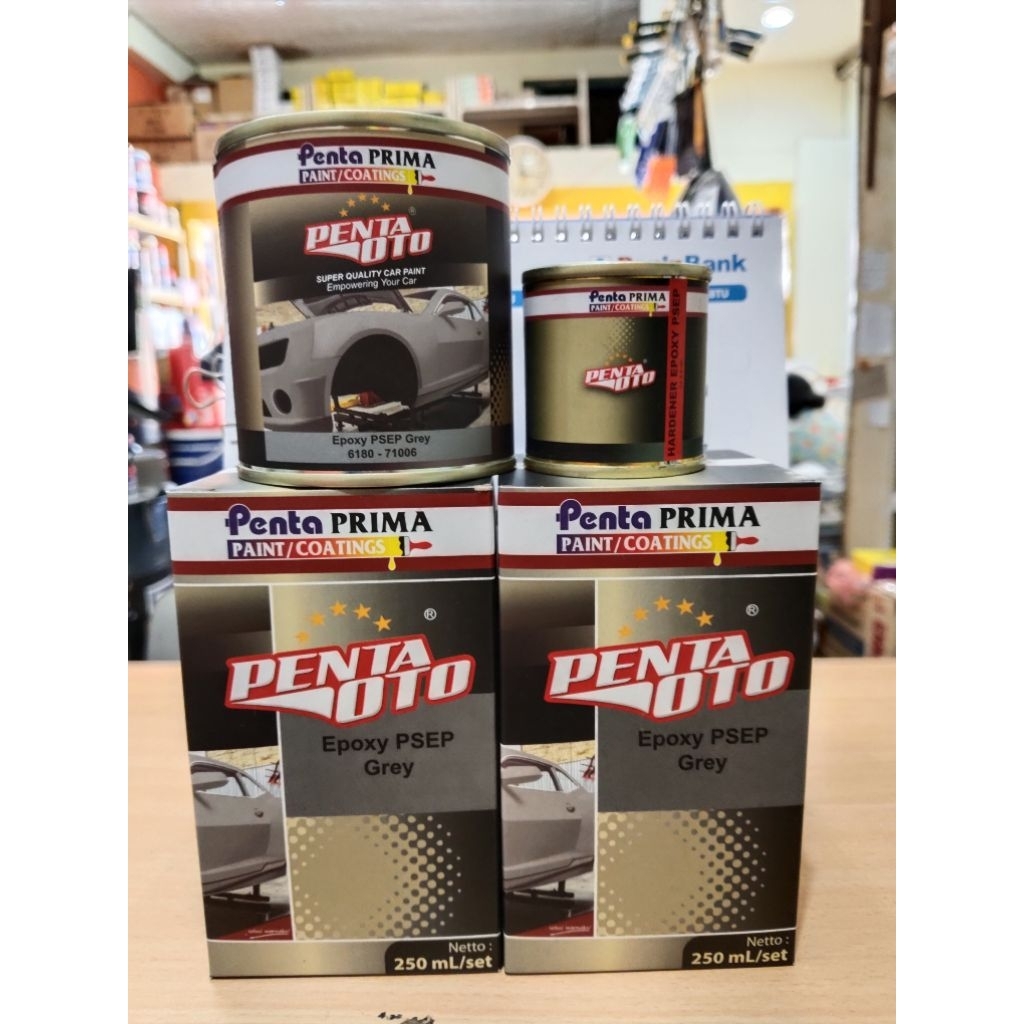 Penta PRIMA
PAINT/COATINGS
PENTA OTO
®
SUPER QUALITY CAR PAINT
Empowering Your Car
Epoxy PSEP Grey
6180 - 71006
Bank
BTU
Penta PRIMA
PAINT/COATINGS
PENTA OTO
HARDENER EPOXY PSEP
Penta PRIMA
PAINT/COATINGS
®
PENTA
OTO
Epoxy PSEP
Grey
Netto :
250 mL/set
Penta PRIMA
PAINT/COATINGS
®
PENTA
OTO
Epoxy PSEP
Grey
Netto :
250 mL/set